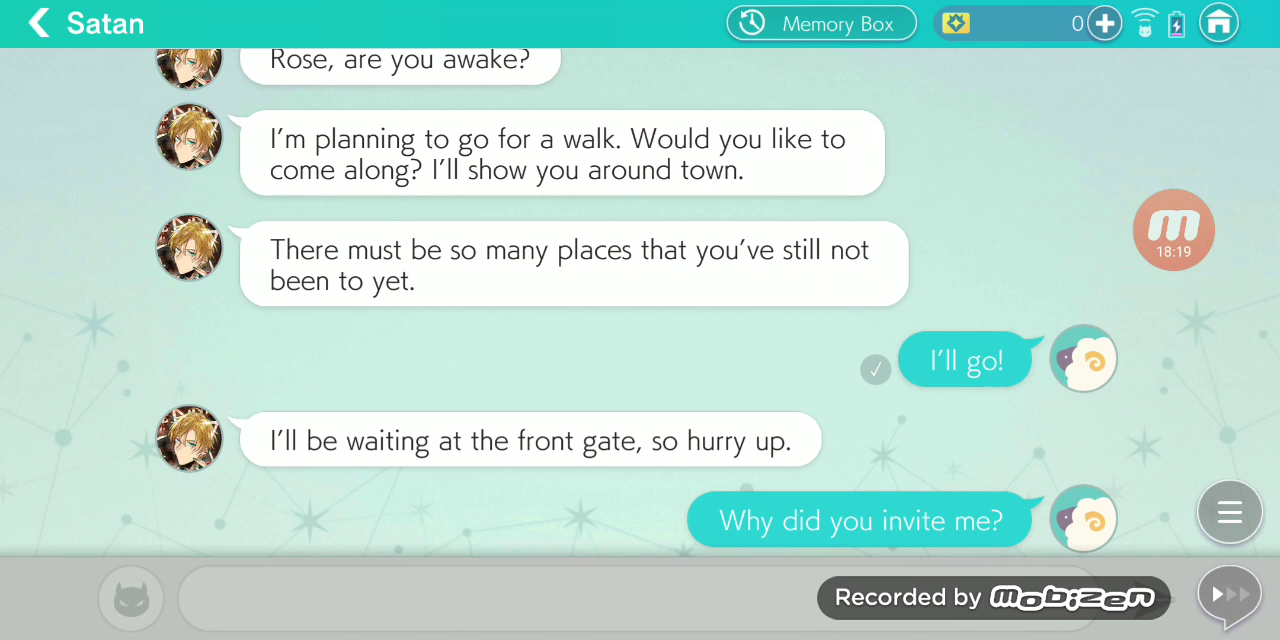 Satan
Memory Box
0
Rose, are you awake?
I'm planning to go for a walk. Would you like to
come along? I'll show you around town.
18:19
There must be so many places that you've still not
been to yet.
I'll go!
I'll be waiting at the front gate, so hurry up.
Why did you invite me?
Recorded by mobizen